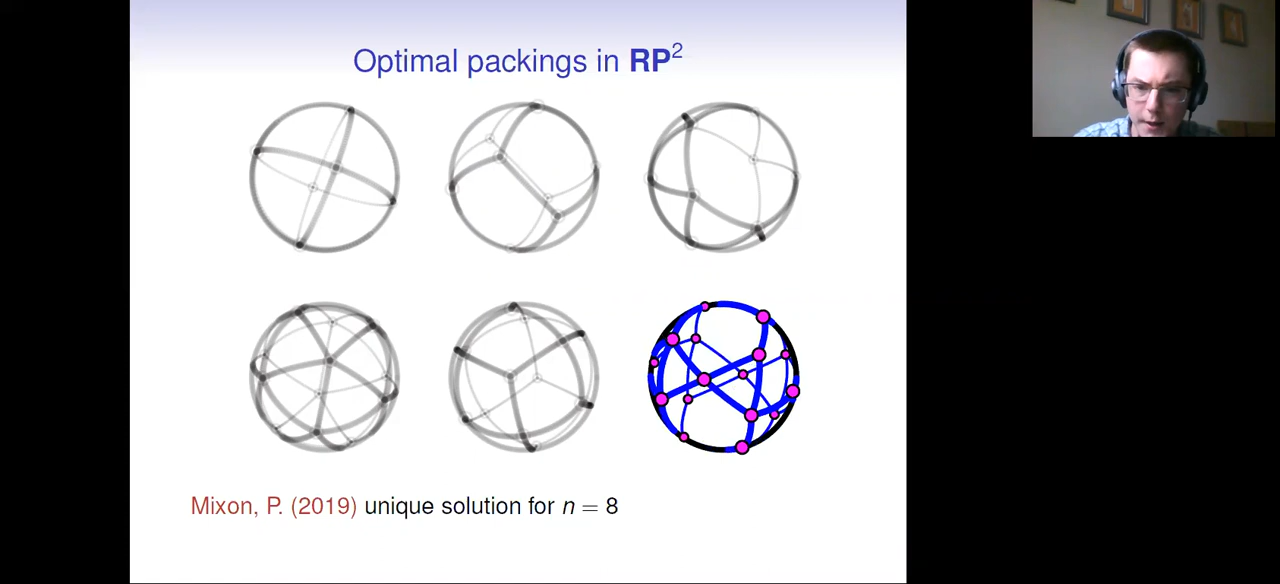 Optimal packings in RP²
Mixon, P. (2019) unique solution for n = 8